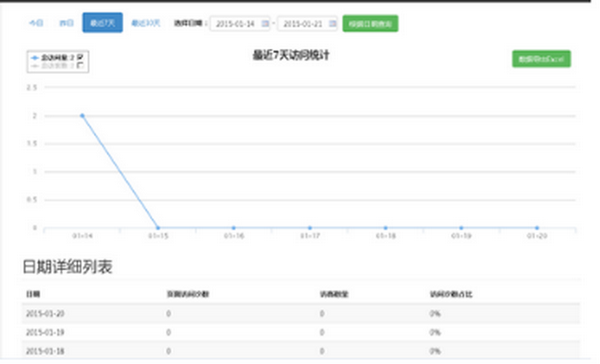 今日 昨日 最近7天 最近30天 选择日期： 2015-01-14 - 2015-01-21 根据日期查询
总访问量:2
最近7天访问统计
数据导出Excel
2.5
2
1.5
1
0.5
0
01-14 01-15 01-16 01-17 01-18 01-19 01-20
日期详细列表
日期 页面访问次数 访客数量 访问次数占比
2015-01-20 0 0 0%
2015-01-19 0 0 0%
2015-01-18 0 0 0%